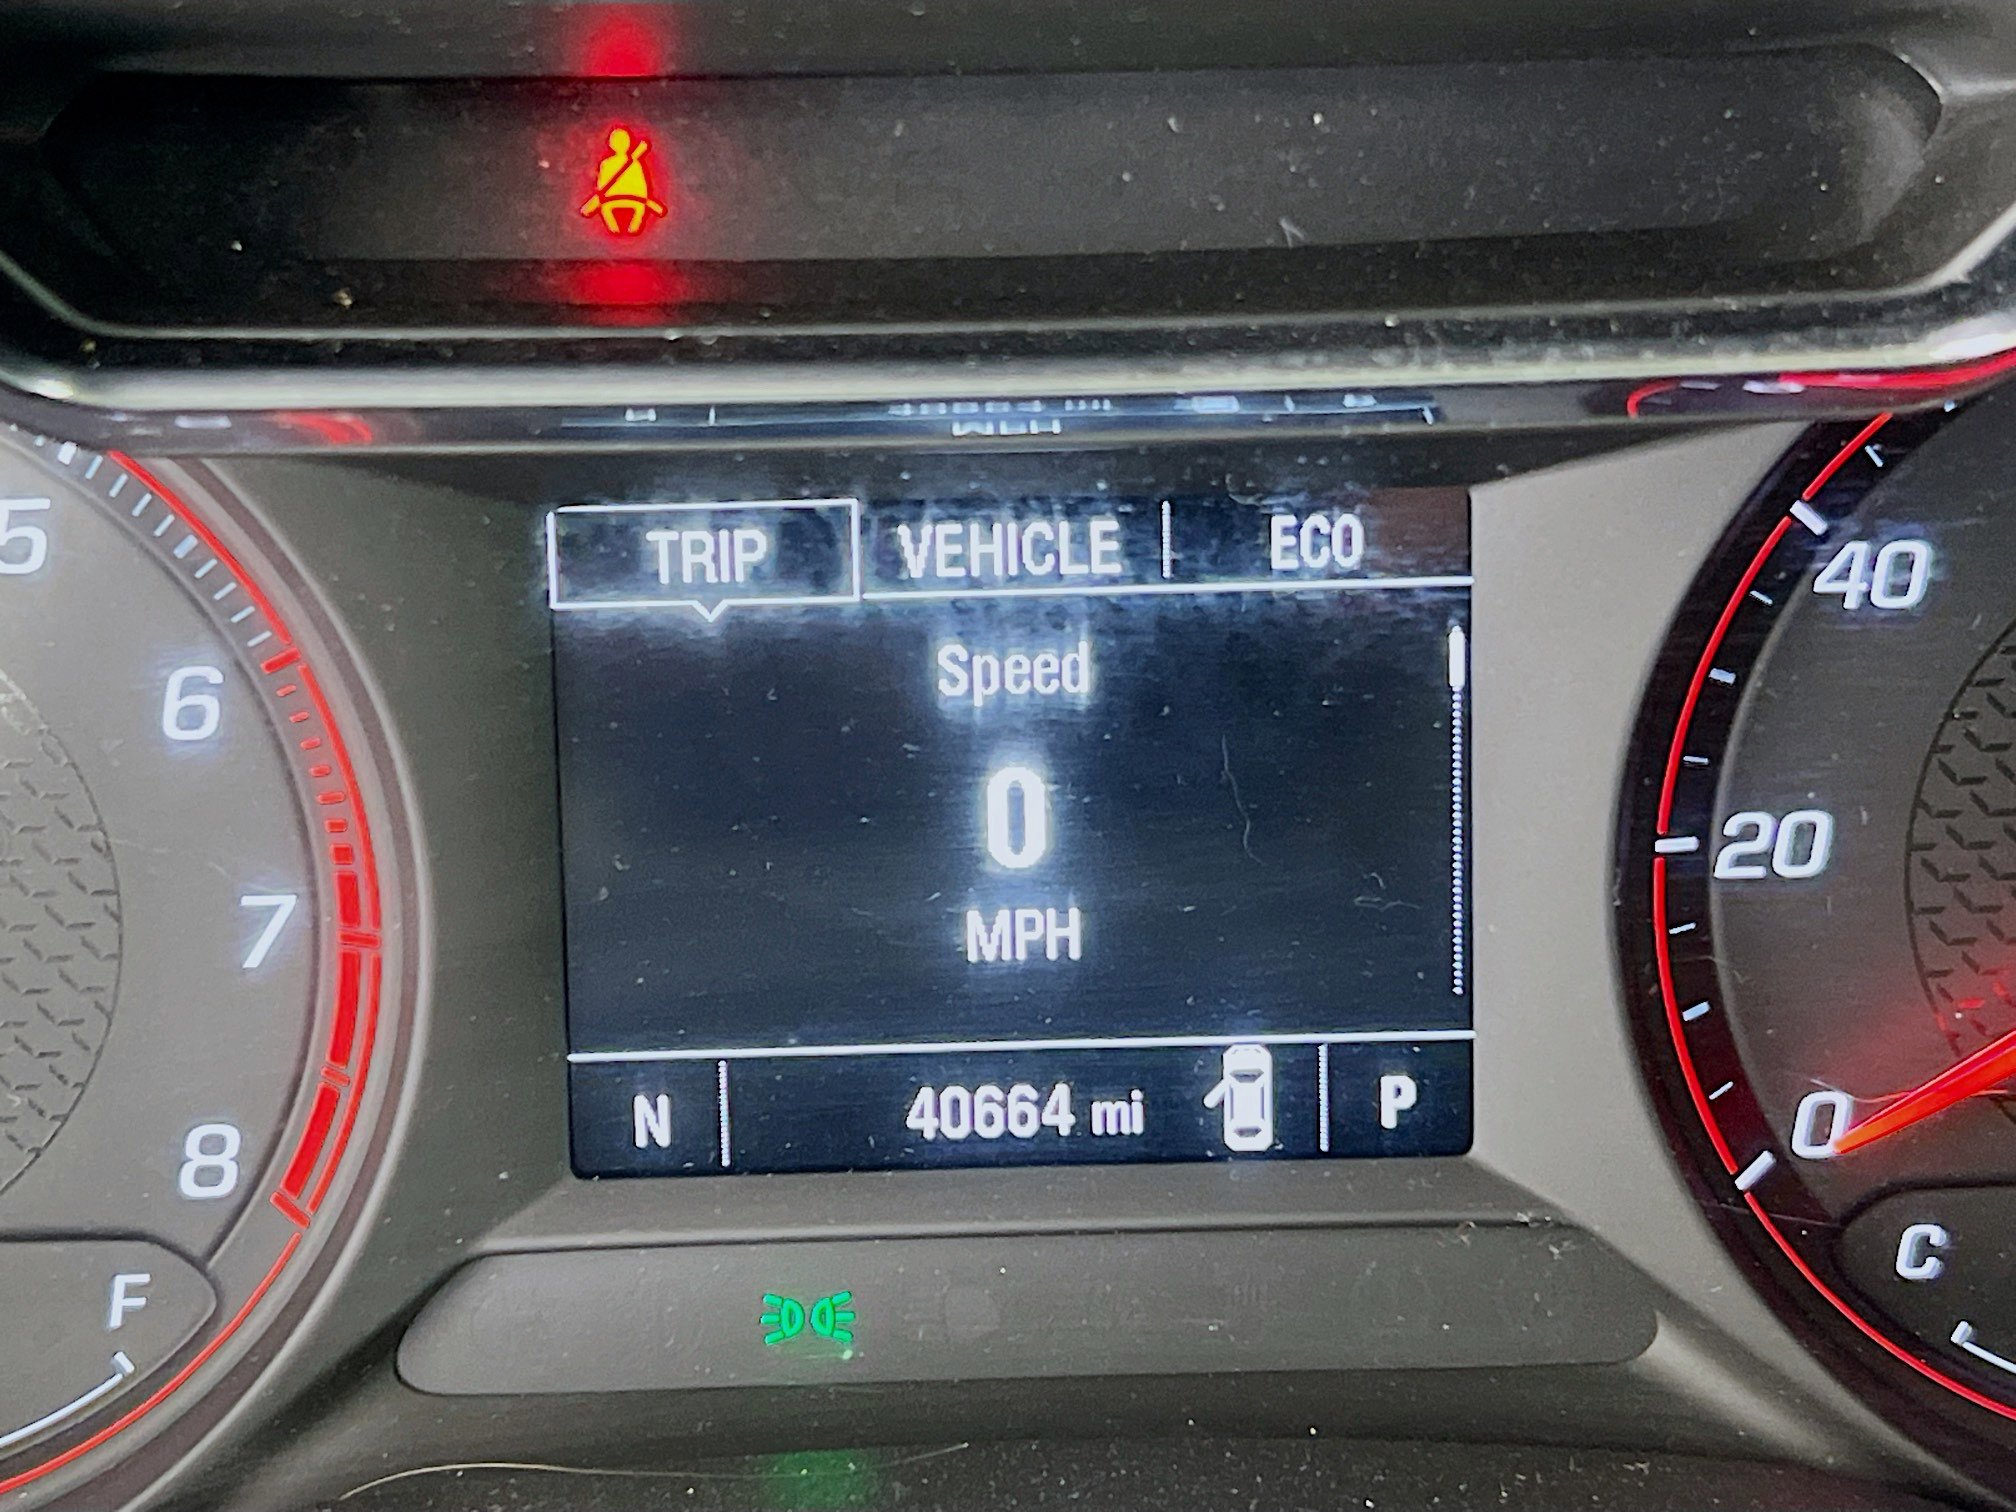 TRIP VEHICLE ECO
Speed
0
MPH
N 40664 mi P
5
6
7
8
F
40
20
0
C